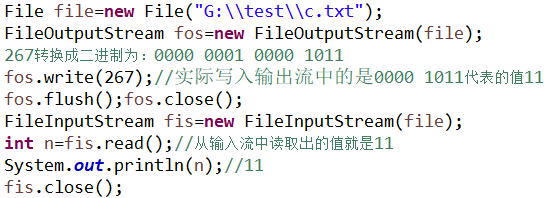 File file=new File("G:\\test\\c.txt");
FileOutputStream fos=new FileOutputStream(file);
267转换成二进制为：0000 0001 0000 1011
fos.write(267);//实际写入输出流中的是0000 1011代表的值11
fos.flush();fos.close();
FileInputStream fis=new FileInputStream(file);
int n=fis.read();//从输入流中读取出的值就是11
System.out.println(n);//11
fis.close();